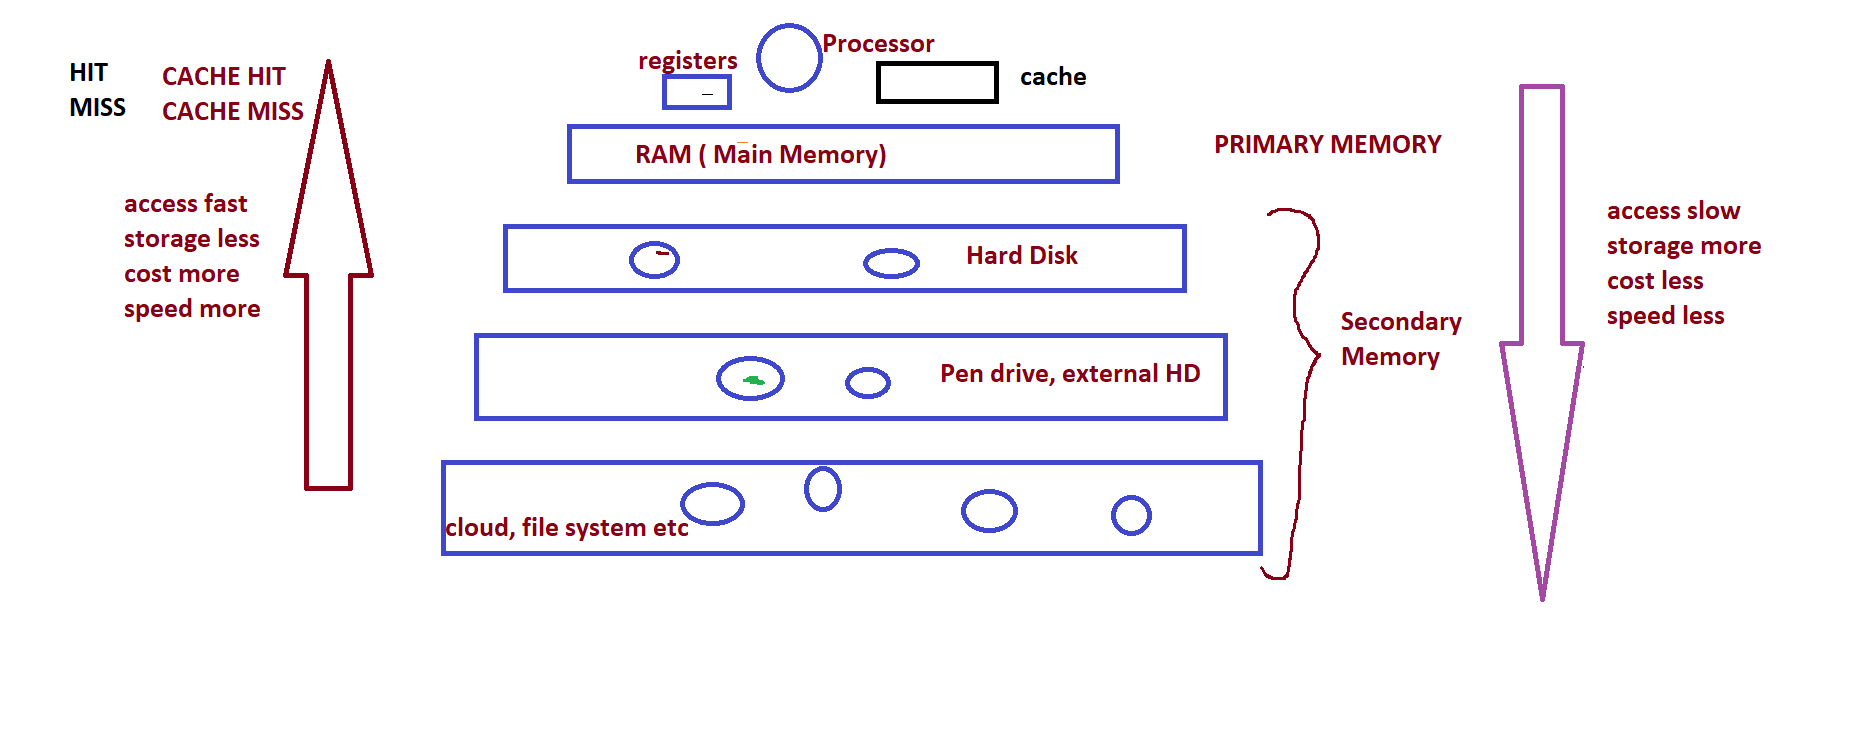 HIT
MISS
CACHE HIT
CACHE MISS
registers
Processor
cache
RAM ( Main Memory)
PRIMARY MEMORY
access fast
storage less
cost more
speed more
Hard Disk
Pen drive, external HD
cloud, file system etc
Secondary
Memory
access slow
storage more
cost less
speed less